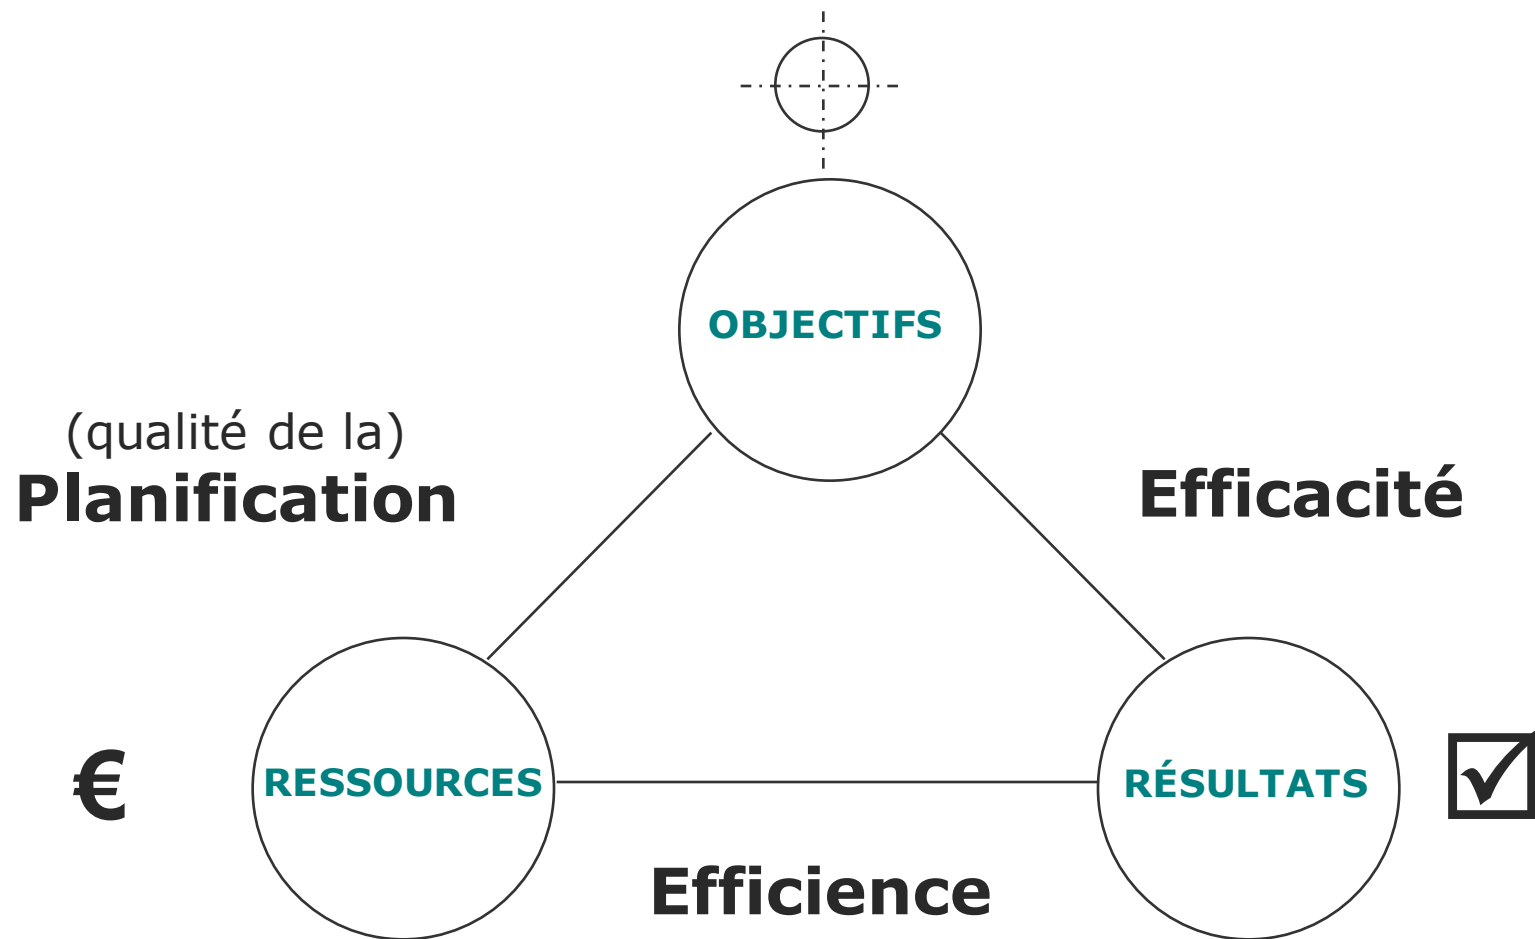 OBJECTIFS
(qualité de la)
Planification
Efficacité
€
RESSOURCES
RÉSULTATS
Efficience